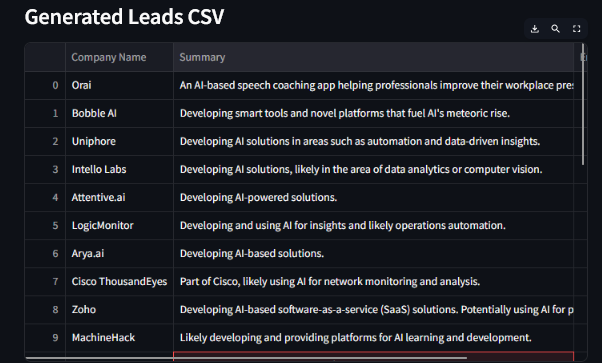 Generated Leads CSV
Company Name Summary
0 Orai An AI-based speech coaching app helping professionals improve their workplace pres
1 Bobble AI Developing smart tools and novel platforms that fuel AI's meteoric rise.
2 Uniphore Developing AI solutions in areas such as automation and data-driven insights.
3 Intello Labs Developing AI solutions, likely in the area of data analytics or computer vision.
4 Attentive.ai Developing AI-powered solutions.
5 LogicMonitor Developing and using AI for insights and likely operations automation.
6 Arya.ai Developing AI-based solutions.
7 Cisco ThousandEyes Part of Cisco, likely using AI for network monitoring and analysis.
8 Zoho Developing AI-based software-as-a-service (SaaS) solutions. Potentially using AI for p
9 MachineHack Likely developing and providing platforms for AI learning and development.